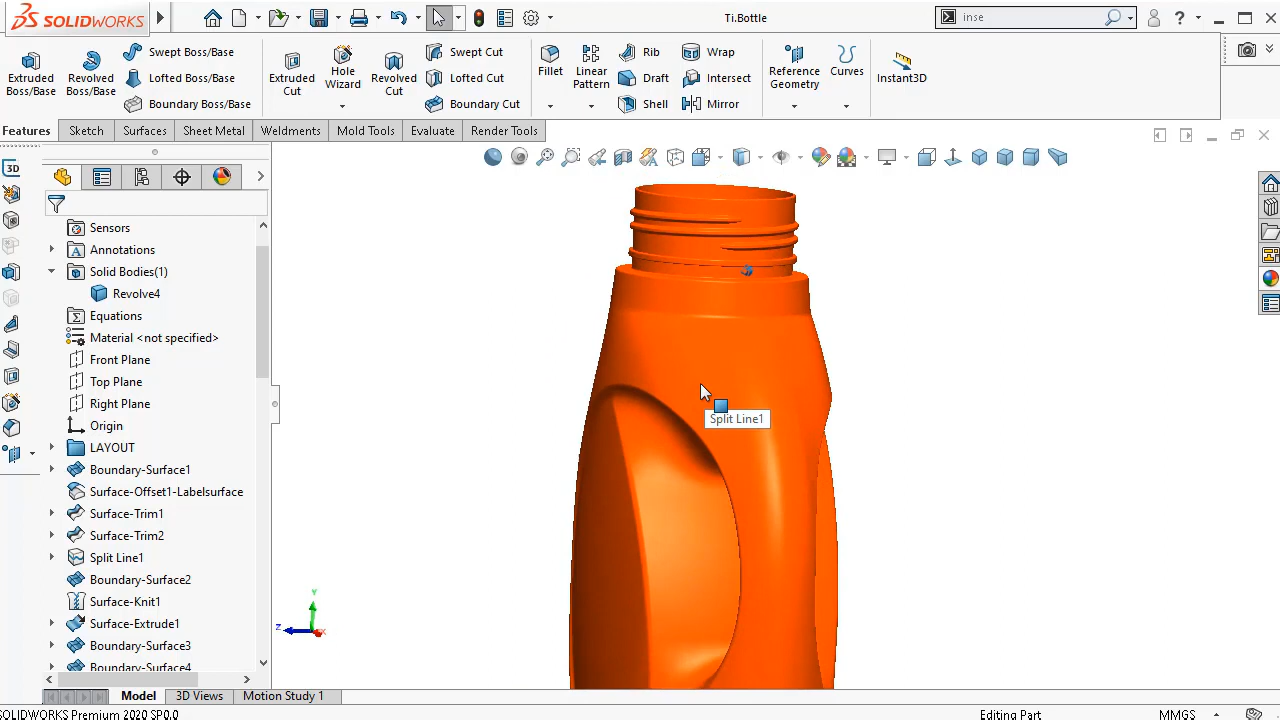 SOLIDWORKS
Ti.Bottle
inse
Extruded Boss/Base
Revolved Boss/Base
Swept Boss/Base
Lofted Boss/Base
Boundary Boss/Base
Extruded Cut
Hole Wizard
Revolved Cut
Swept Cut
Lofted Cut
Boundary Cut
Fillet
Linear Pattern
Rib
Draft
Shell
Wrap
Intersect
Mirror
Reference Geometry
Curves
Instant3D
Features
Sketch
Surfaces
Sheet Metal
Weldments
Mold Tools
Evaluate
Render Tools
3D
Sensors
Annotations
Solid Bodies(1)
Revolve4
Equations
Material <not specified>
Front Plane
Top Plane
Right Plane
Origin
LAYOUT
Boundary-Surface1
Surface-Offset1-Labelsurface
Surface-Trim1
Surface-Trim2
Split Line1
Boundary-Surface2
Surface-Knit1
Surface-Extrude1
Boundary-Surface3
Boundary-Surface4
Split Line1
Y
Z
X
Model
3D Views
Motion Study 1
SOLIDWORKS Premium 2020 SP0.0
Editing Part
MMGS